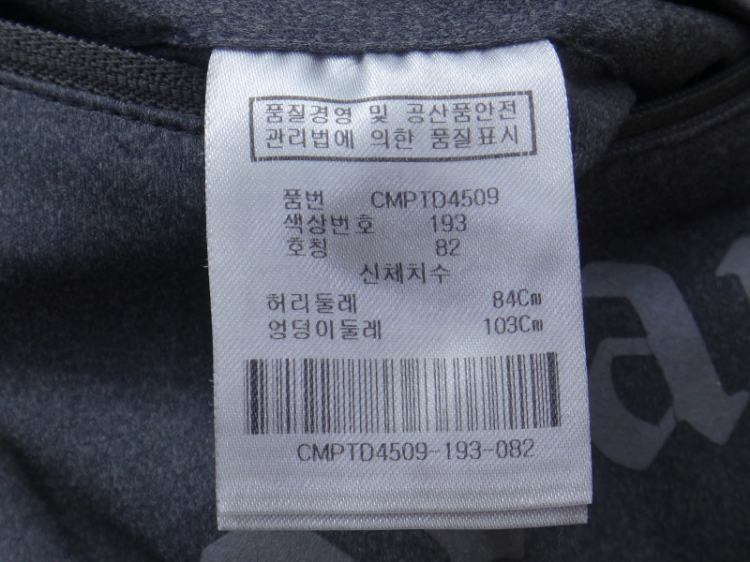 품질경영 및 공산품안전
관리법에 의한 품질표시
품번 CMPTD4509
색상번호 193
호칭 82
신체치수
허리둘레 84Cm
엉덩이둘레 103Cm
CMPTD4509-193-082
a